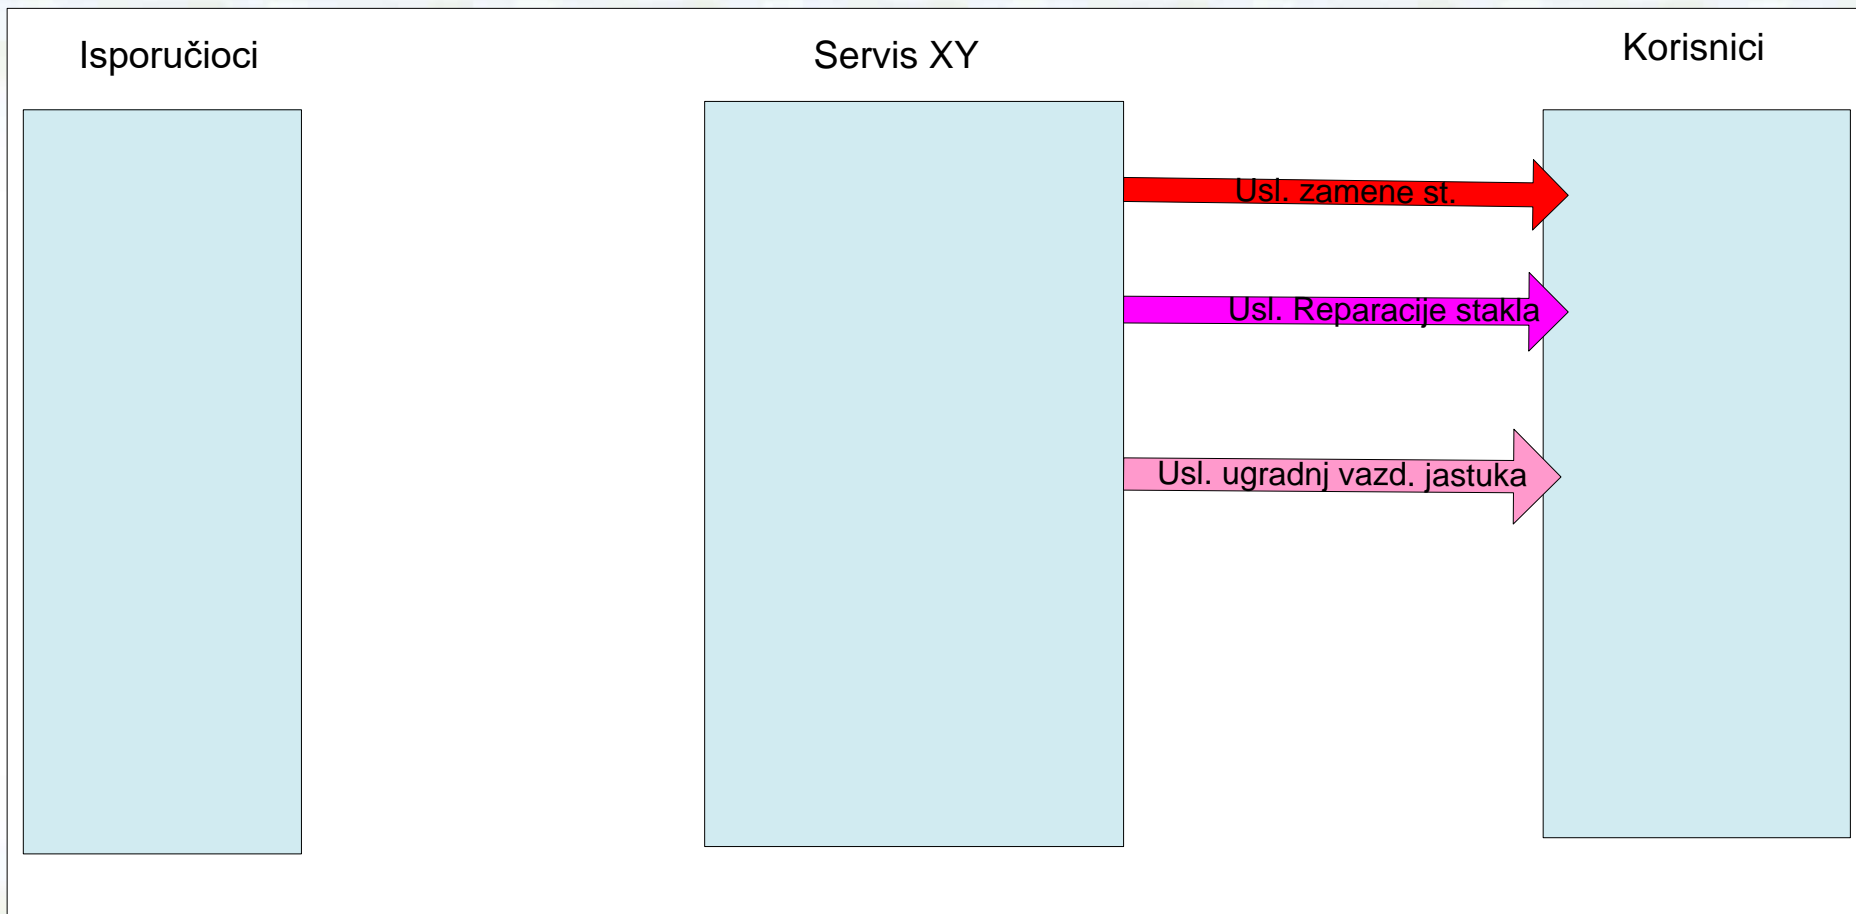 Isporučioci
Servis XY
Korisnici
Usl. zamene st.
Usl. Reparacije stakla
Usl. ugradnj vazd. jastuka